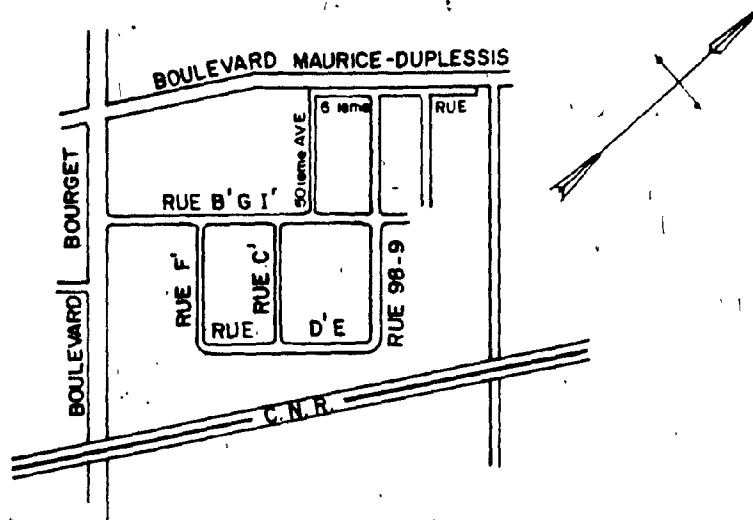 BOULEVARD MAURICE-DUPLESSIS
6 ieme RUE
50 ieme AVE
RUE B'G I'
BOULEVARD BOURGET
RUE F'
RUE C'
RUE 98-9
RUE D'E
C.N.R.